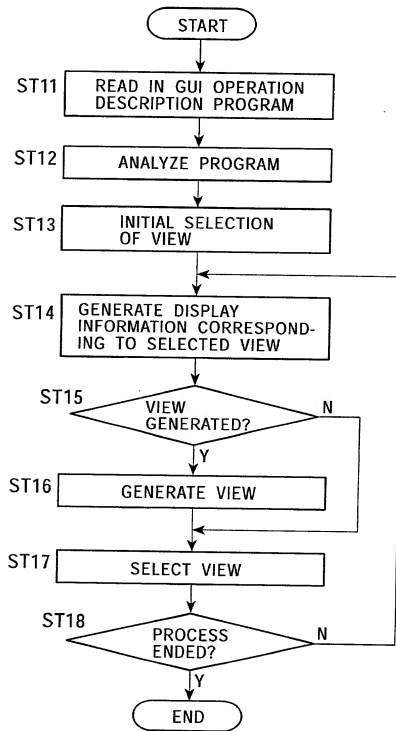 START
ST11
READ IN GUI OPERATION
DESCRIPTION PROGRAM
ST12
ANALYZE PROGRAM
ST13
INITIAL SELECTION
OF VIEW
ST14
GENERATE DISPLAY
INFORMATION CORRESPOND-
ING TO SELECTED VIEW
ST15
VIEW
GENERATED?
N
Y
ST16
GENERATE VIEW
ST17
SELECT VIEW
ST18
PROCESS
ENDED?
N
Y
END